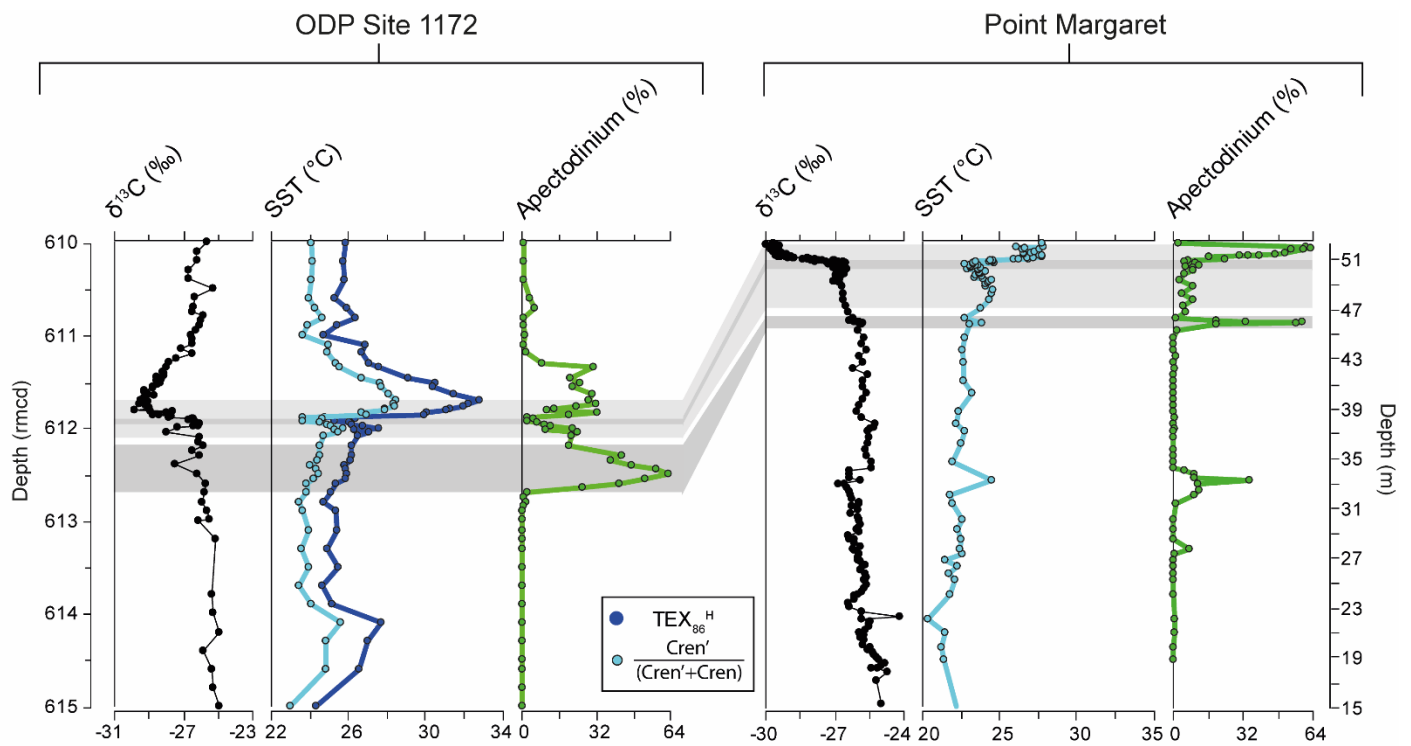 ODP Site 1172
Point Margaret
δ¹³C (‰)
SST (°C)
Apectodinium (%)
δ¹³C (‰)
SST (°C)
Apectodinium (%)
610
611
612
613
614
615
Depth (rmcd)
-31 -27 -23
22 26 30 34
0 32 64
TEX₈₆ᴴ
Cren'
(Cren'+Cren)
-30 -27 -24
20 25 30 35
0 32 64
51
47
43
39
35
31
27
23
19
15
Depth (m)